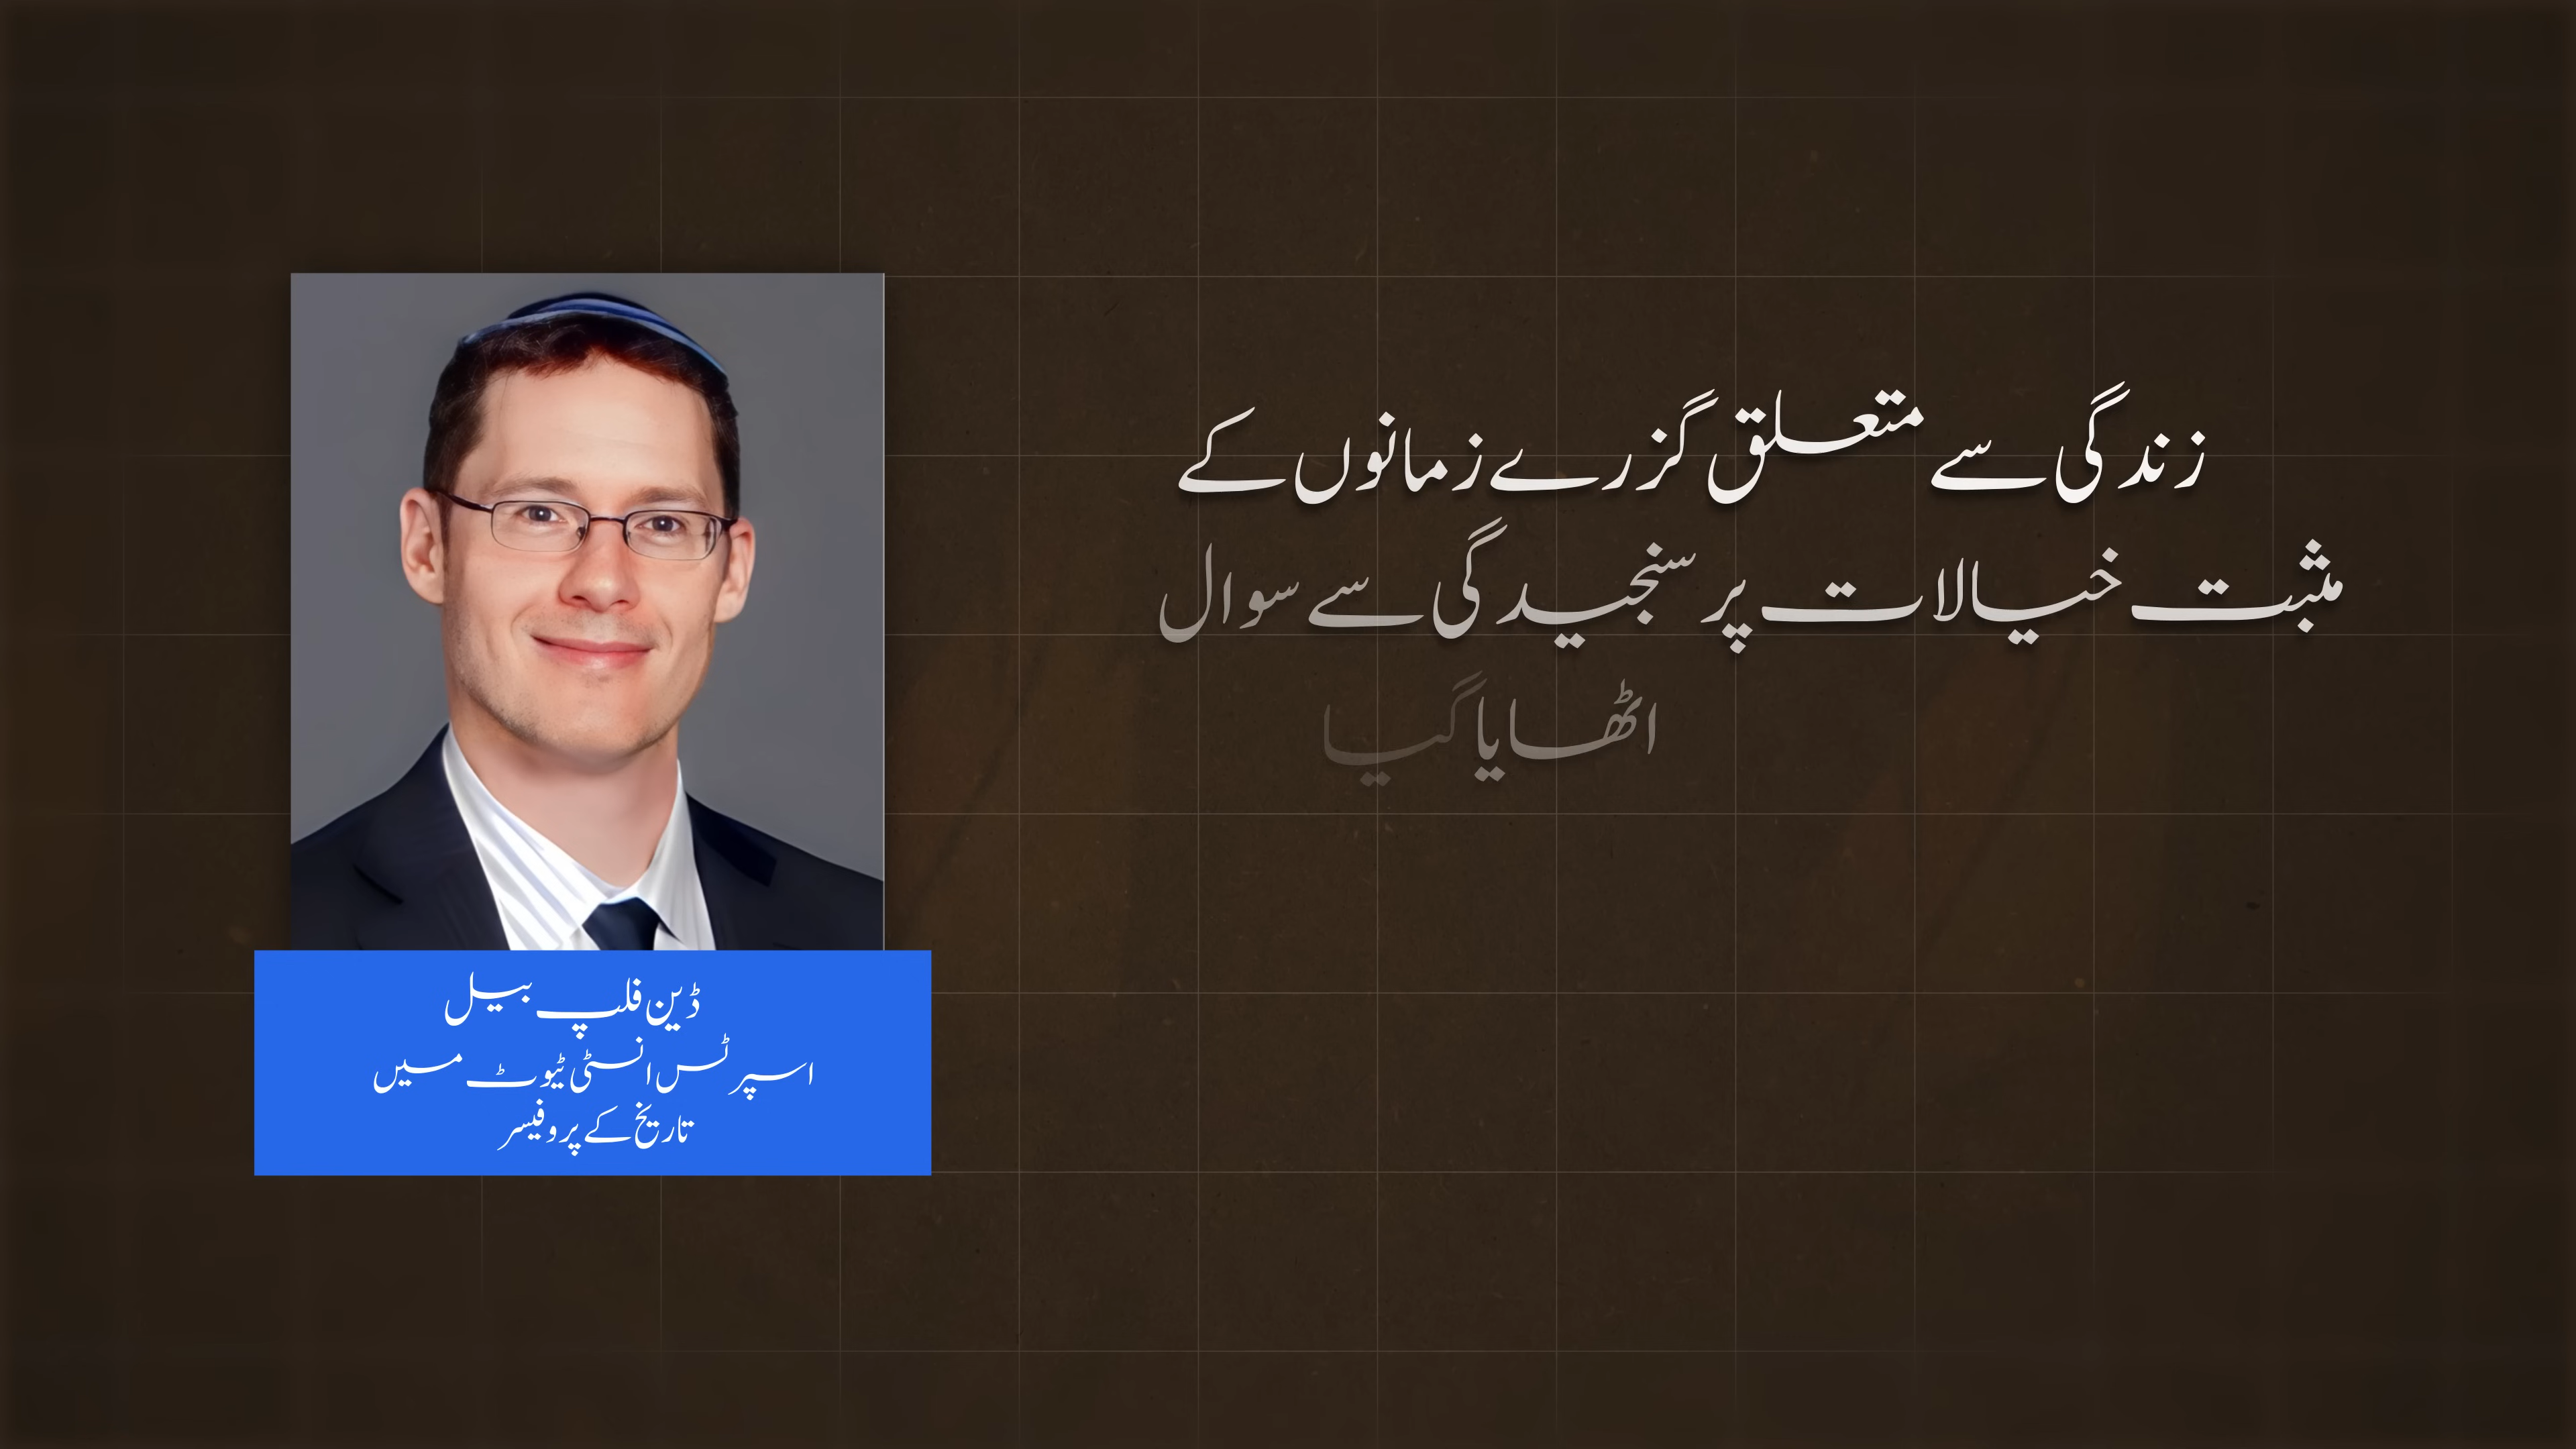 زندگی سے متعلق گزرے زمانوں کے
مثبت خیالات پر سنجیدگی سے سوال
اٹھایا گیا
ڈین فلپ بیل
اسپرٹس انسٹی ٹیوٹ میں
تاریخ کے پروفیسر